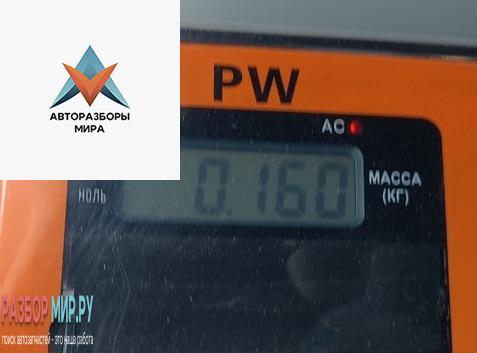 АВТОРАЗБОРЫ
МИРА
PW
AC
0.160
МАССА
(КГ)
НОЛЬ
РАЗБОР МИР.РУ
поиск автозапчастей - это наша работа